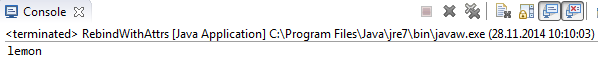 Console
<terminated> RebindWithAttrs [Java Application] C:\Program Files\Java\jre7\bin\javaw.exe (28.11.2014 10:10:03)
lemon